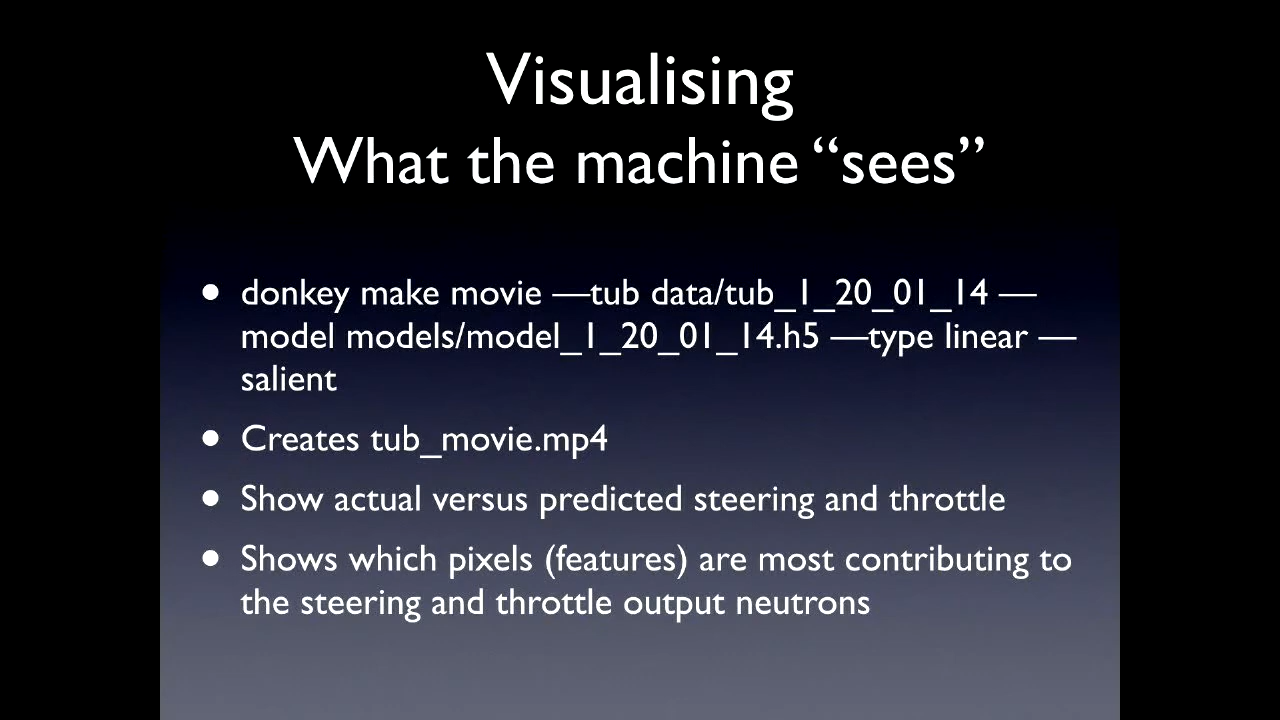 Visualising
What the machine “sees”
• donkey make movie —tub data/tub_1_20_01_14 —
model models/model_1_20_01_14.h5 —type linear —
salient
• Creates tub_movie.mp4
• Show actual versus predicted steering and throttle
• Shows which pixels (features) are most contributing to
the steering and throttle output neutrons